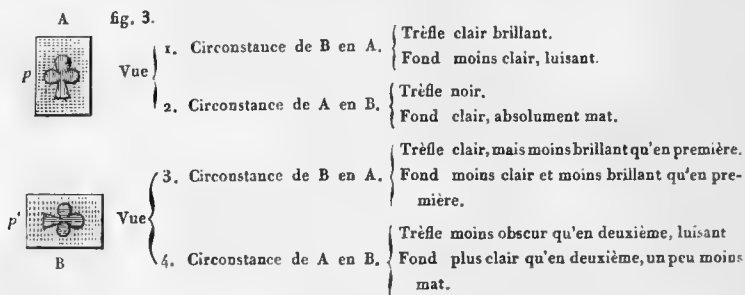 A fig. 3.
p Vue
1. Circonstance de B en A.
Trèfle clair brillant.
Fond moins clair, luisant.
2. Circonstance de A en B.
Trèfle noir.
Fond clair, absolument mat.
p' Vue
B
3. Circonstance de B en A.
Trèfle clair, mais moins brillant qu'en première.
Fond moins clair et moins brillant qu'en pre-
mière.
4. Circonstance de A en B.
Trèfle moins obscur qu'en deuxième, luisant
Fond plus clair qu'en deuxième, un peu moins
mat.